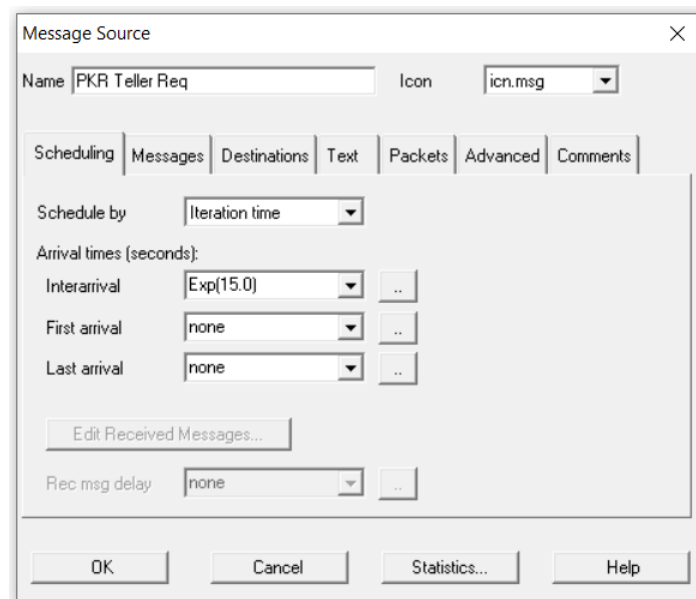 Message Source
Name PKR Teller Req Icon icn.msg
Scheduling Messages Destinations Text Packets Advanced Comments
Schedule by Iteration time
Arrival times (seconds):
Interarrival Exp(15.0) ..
First arrival none ..
Last arrival none ..
Edit Received Messages...
Rec msg delay none ..
OK Cancel Statistics... Help